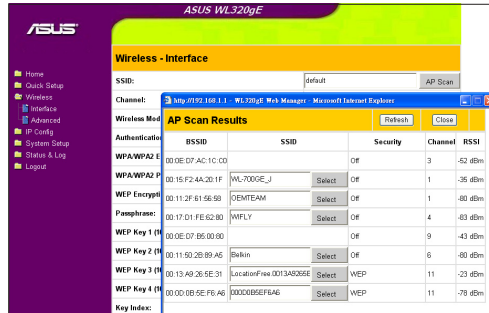 ASUS WL320gE
ASUS
Wireless - Interface
Home
Quick Setup
Wireless
Interface
Advanced
IP Config
System Setup
Status & Log
Logout
SSID: default AP Scan
Channel:
Wireless Mod
Authenticatio
WPA/WPA2 E
WPA/WPA2 P
WEP Encrypti
Passphrase:
WEP Key 1 (1
WEP Key 2 (1
WEP Key 3 (1
WEP Key 4 (1
Key Index:
http://192.168.1.1 - WL320gE Web Manager - Microsoft Internet Explorer
AP Scan Results Refresh Close
BSSID SSID Security Channel RSSI
00:0E:D7:AC:1C:C0 Off 3 -52 dBm
00:15:F2:4A:20:1F WL-700GE_J Select Off 1 -35 dBm
00:11:2F:61:56:58 OEMTEAM Select Off 1 -80 dBm
00:17:D1:FE:62:80 WIFLY Select Off 4 -83 dBm
00:0E:D7:B5:00:80 Off 9 -43 dBm
00:11:50:2B:89:A5 Belkin Select Off 6 -80 dBm
00:13:A9:26:5E:31 LocationFree.0013A9265E Select WEP 11 -23 dBm
00:0D:0B:5E:F6:A6 000D0B5EF6A6 Select WEP 11 -78 dBm